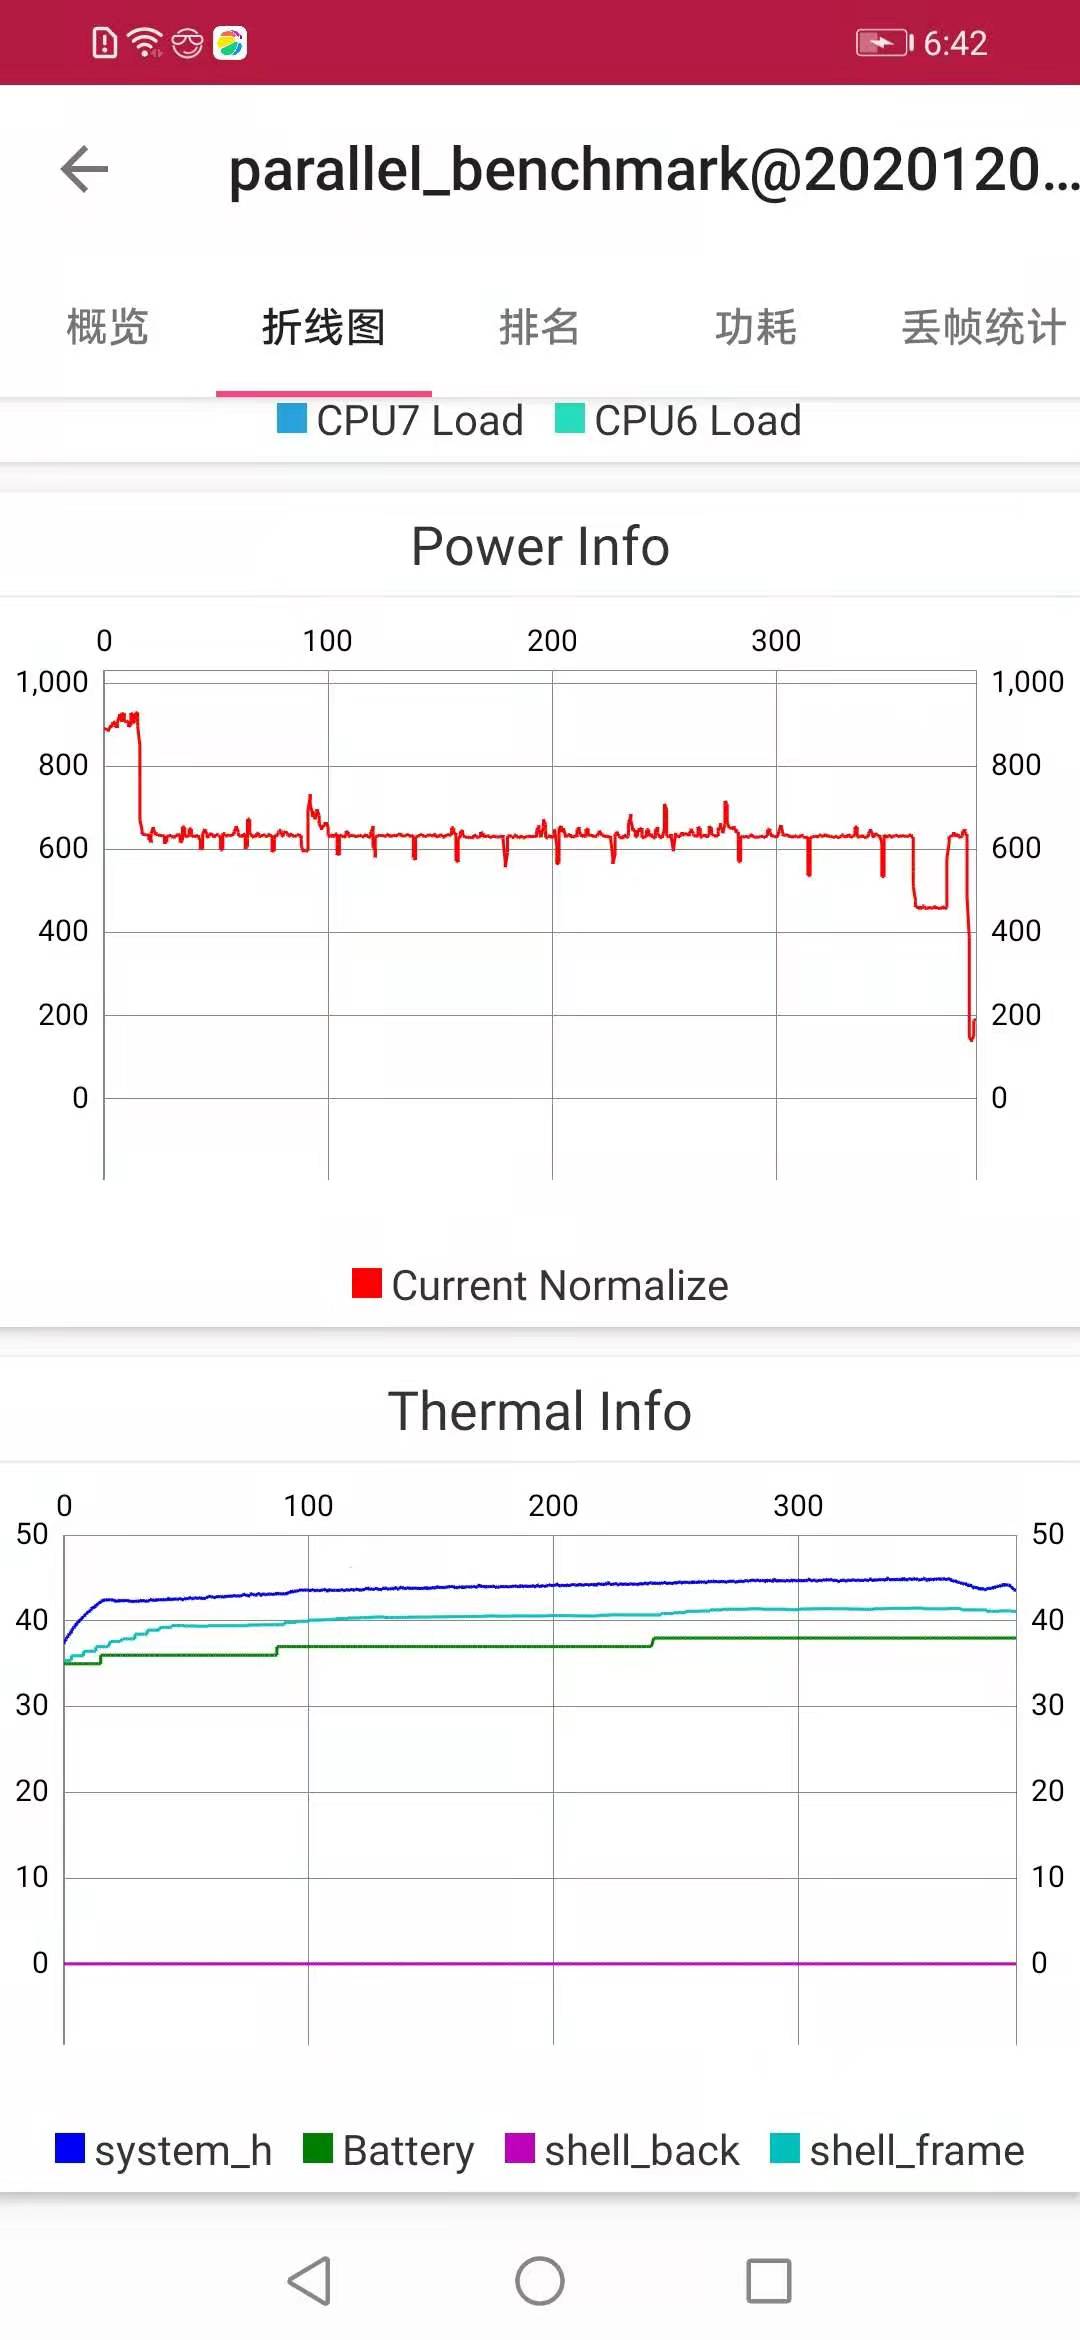 6:42
parallel_benchmark@2020120...
概览 折线图 排名 功耗 丢帧统计
CPU7 Load CPU6 Load
Power Info
0 100 200 300
1,000 1,000
800 800
600 600
400 400
200 200
0 0
Current Normalize
Thermal Info
0 100 200 300
50 50
40 40
30 30
20 20
10 10
0 0
system_h Battery shell_back shell_frame